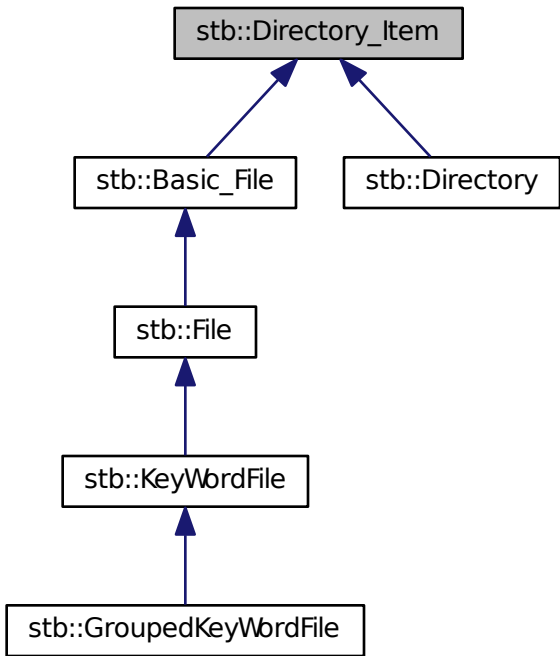 stb::Directory_Item
stb::Basic_File
stb::Directory
stb::File
stb::KeyWordFile
stb::GroupedKeyWordFile